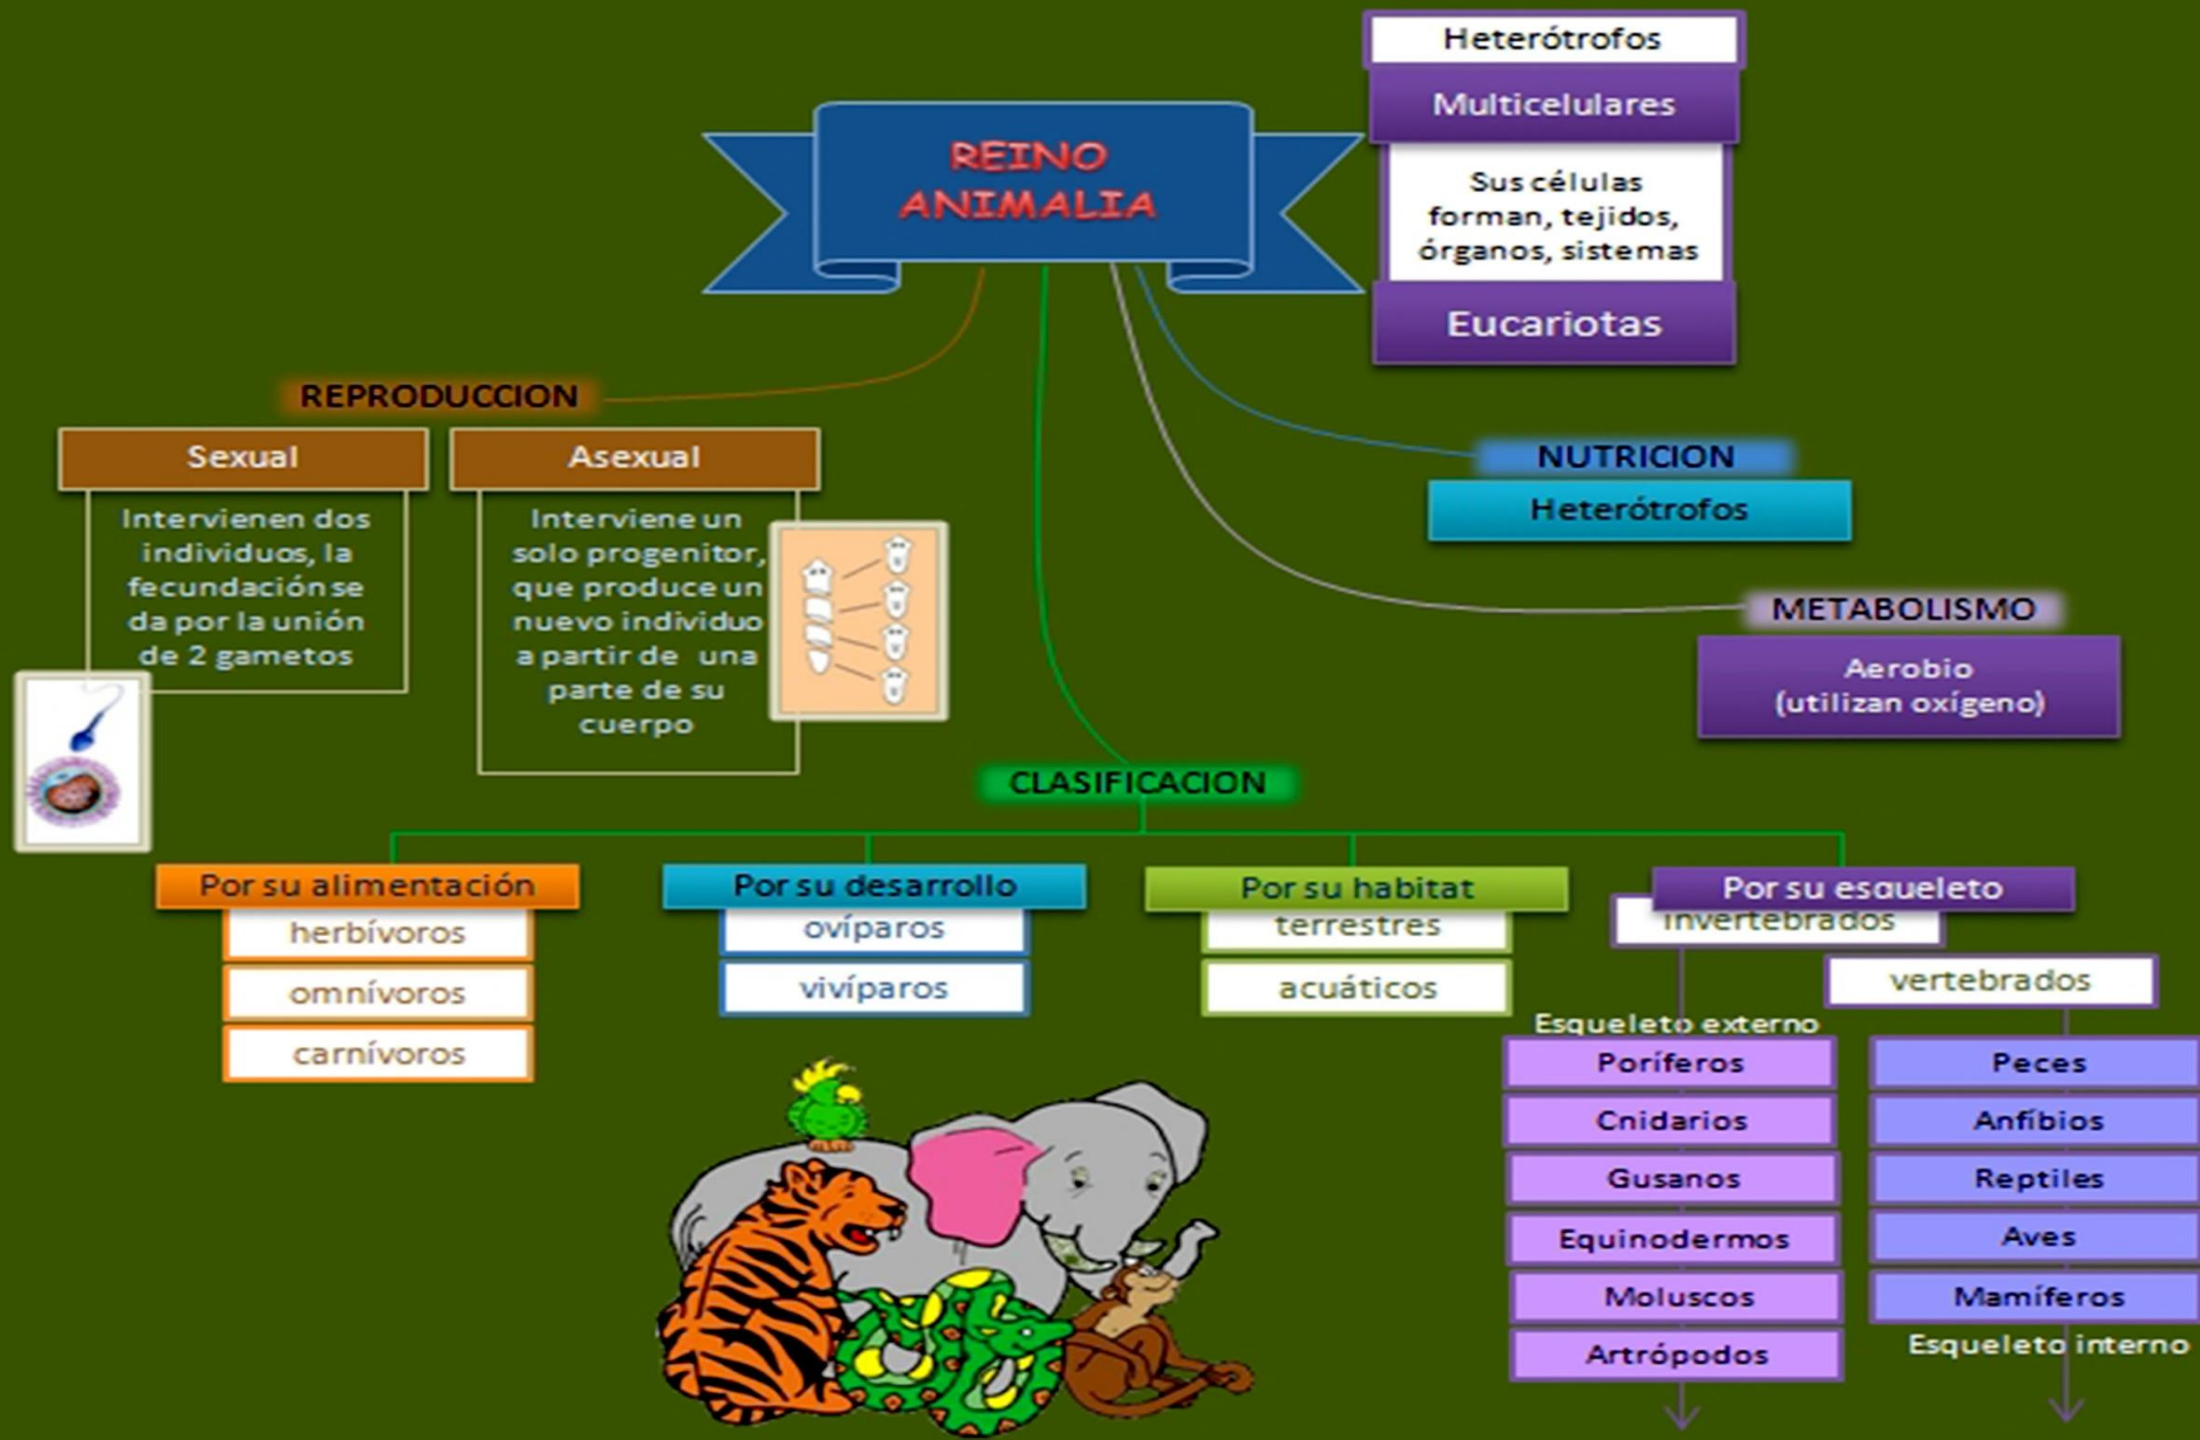 REINO
ANIMALIA
Heterótrofos
Multicelulares
Sus células
forman, tejidos,
órganos, sistemas
Eucariotas
REPRODUCCION
Sexual
Intervienen dos
individuos, la
fecundación se
da por la unión
de 2 gametos
Asexual
Interviene un
solo progenitor,
que produce un
nuevo individuo
a partir de una
parte de su
cuerpo
NUTRICION
Heterótrofos
METABOLISMO
Aerobio
(utilizan oxígeno)
CLASIFICACION
Por su alimentación
herbívoros
omnívoros
carnívoros
Por su desarrollo
ovíparos
vivíparos
Por su habitat
terrestres
acuáticos
Por su esqueleto
invertebrados
Esqueleto externo
Poríferos
Cnidarios
Gusanos
Equinodermos
Moluscos
Artrópodos
vertebrados
Peces
Anfíbios
Reptiles
Aves
Mamíferos
Esqueleto interno